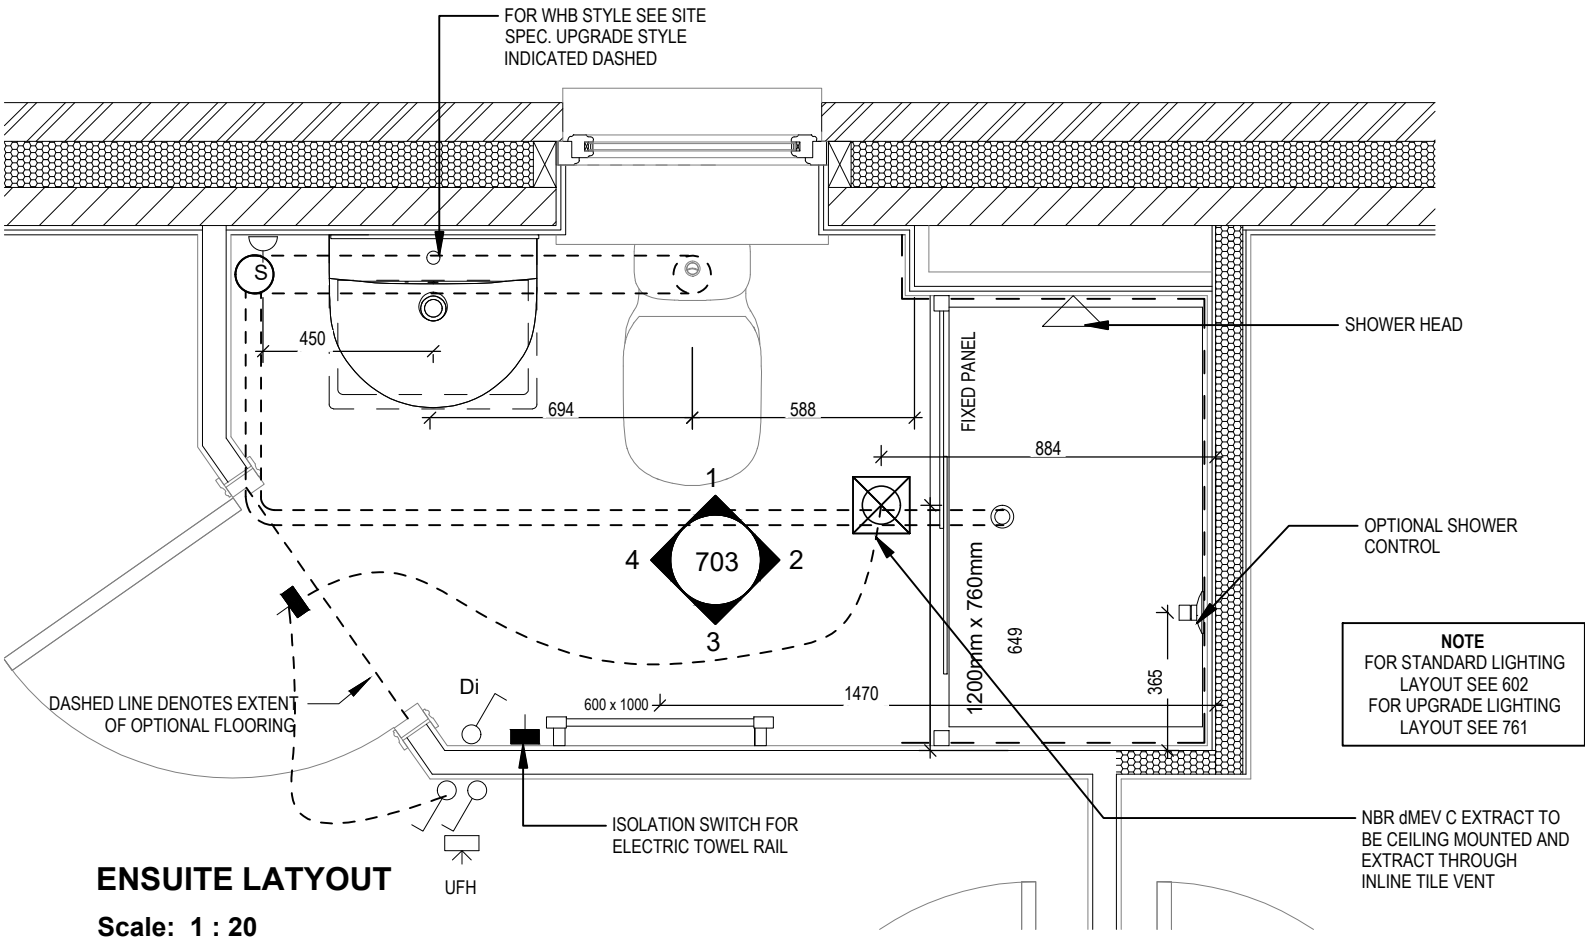 FOR WHB STYLE SEE SITE
SPEC. UPGRADE STYLE
INDICATED DASHED
S
450
694
588
FIXED PANEL
884
SHOWER HEAD
OPTIONAL SHOWER
CONTROL
1
4
703
2
3
1200mm x 760mm
649
365
NOTE
FOR STANDARD LIGHTING
LAYOUT SEE 602
FOR UPGRADE LIGHTING
LAYOUT SEE 761
DASHED LINE DENOTES EXTENT
OF OPTIONAL FLOORING
Di
600 x 1000
1470
ISOLATION SWITCH FOR
ELECTRIC TOWEL RAIL
NBR dMEV C EXTRACT TO
BE CEILING MOUNTED AND
EXTRACT THROUGH
INLINE TILE VENT
UFH
ENSUITE LATYOUT
Scale: 1 : 20